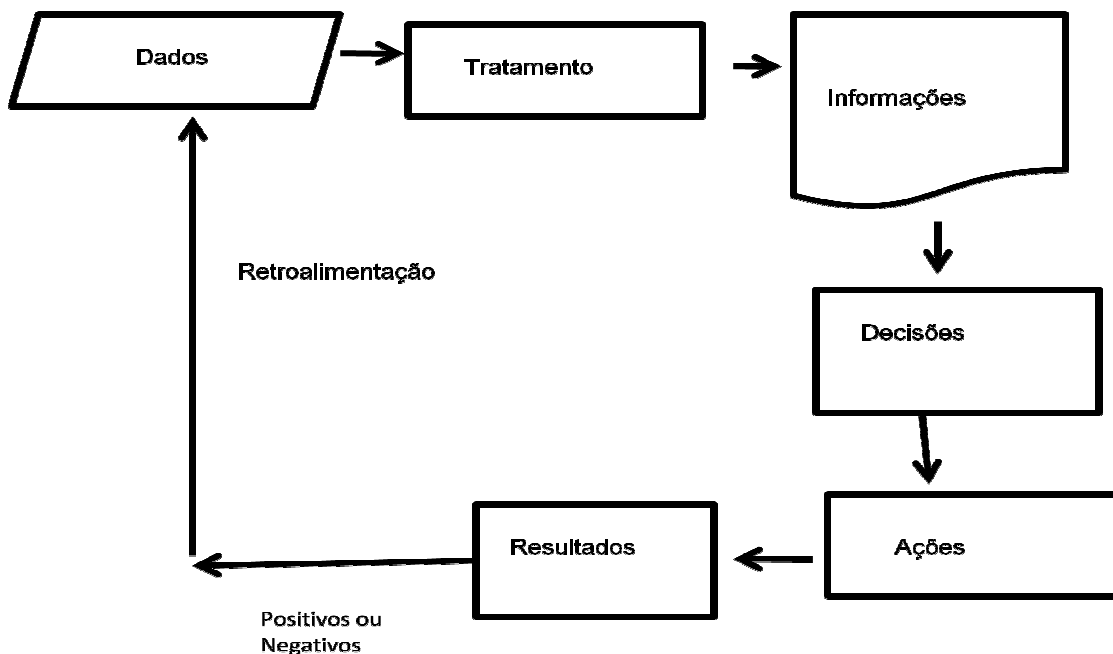 Dados
Tratamento
Informações
Retroalimentação
Decisões
Resultados
Ações
Positivos ou
Negativos